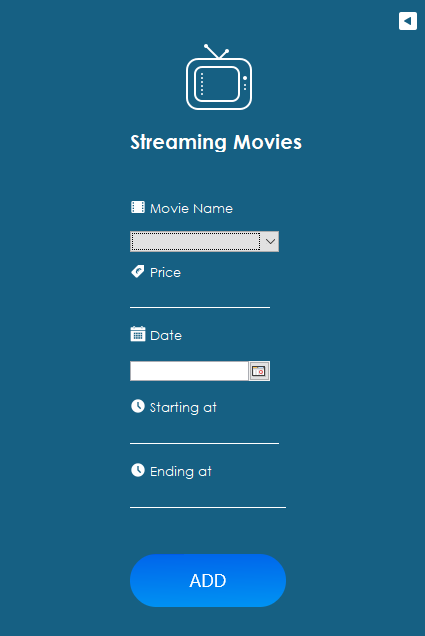 Streaming Movies
Movie Name
Price
Date
Starting at
Ending at
ADD